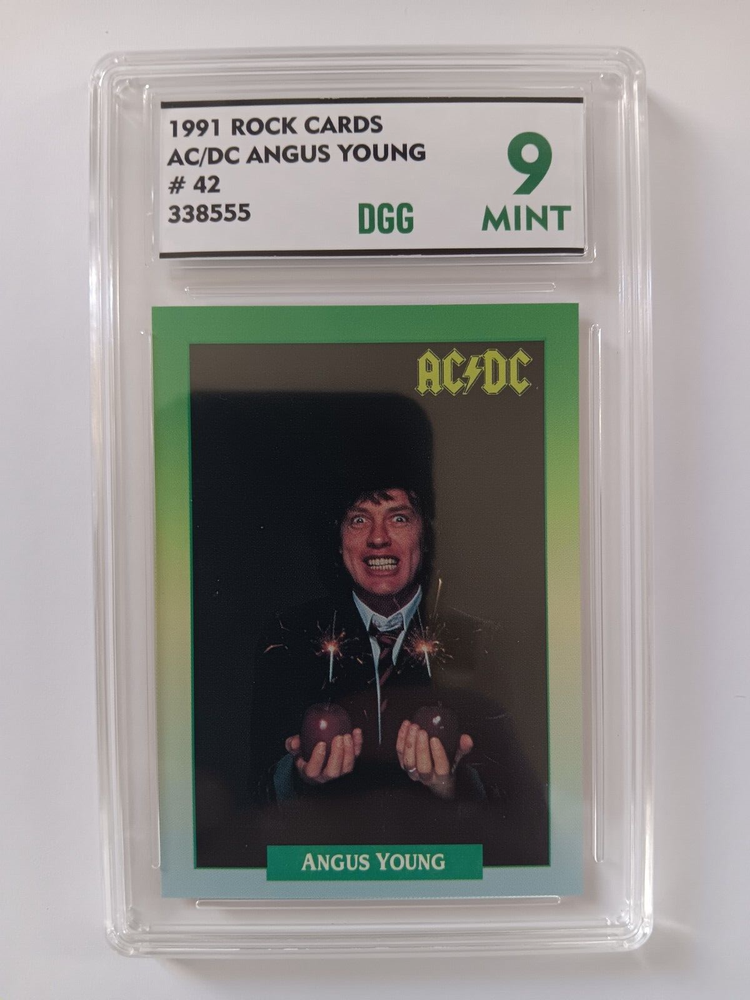 1991 ROCK CARDS
AC/DC ANGUS YOUNG
# 42
338555
DGG
9
MINT
AC⚡DC
ANGUS YOUNG